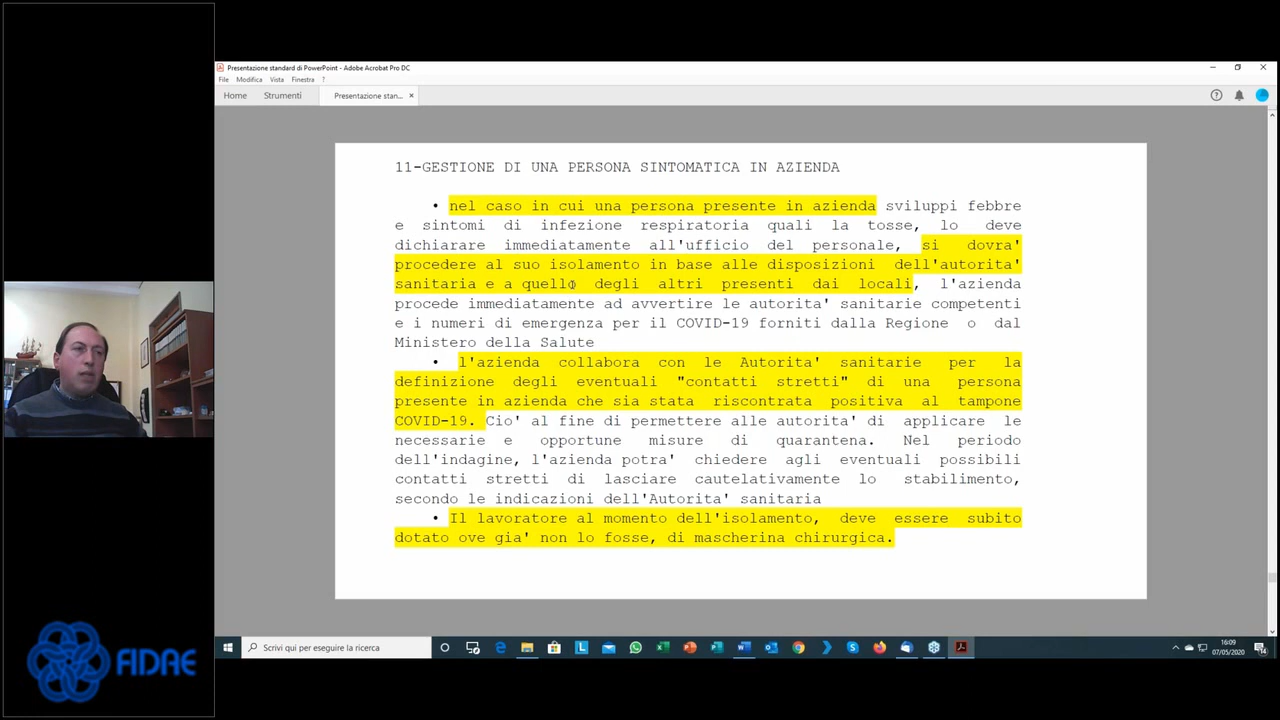 Presentazione standard di PowerPoint - Adobe Acrobat Pro DC
File Modifica Vista Finestra ?
Home Strumenti Presentazione stan... ×
11-GESTIONE DI UNA PERSONA SINTOMATICA IN AZIENDA
• nel caso in cui una persona presente in azienda sviluppi febbre
e sintomi di infezione respiratoria quali la tosse, lo deve
dichiarare immediatamente all'ufficio del personale, si dovra'
procedere al suo isolamento in base alle disposizioni dell'autorita'
sanitaria e a quello degli altri presenti dai locali, l'azienda
procede immediatamente ad avvertire le autorita' sanitarie competenti
e i numeri di emergenza per il COVID-19 forniti dalla Regione o dal
Ministero della Salute
• l'azienda collabora con le Autorita' sanitarie per la
definizione degli eventuali "contatti stretti" di una persona
presente in azienda che sia stata riscontrata positiva al tampone
COVID-19. Cio' al fine di permettere alle autorita' di applicare le
necessarie e opportune misure di quarantena. Nel periodo
dell'indagine, l'azienda potra' chiedere agli eventuali possibili
contatti stretti di lasciare cautelativamente lo stabilimento,
secondo le indicazioni dell'Autorita' sanitaria
• Il lavoratore al momento dell'isolamento, deve essere subito
dotato ove gia' non lo fosse, di mascherina chirurgica.
FIDAE
Scrivi qui per eseguire la ricerca
16:09
07/05/2020